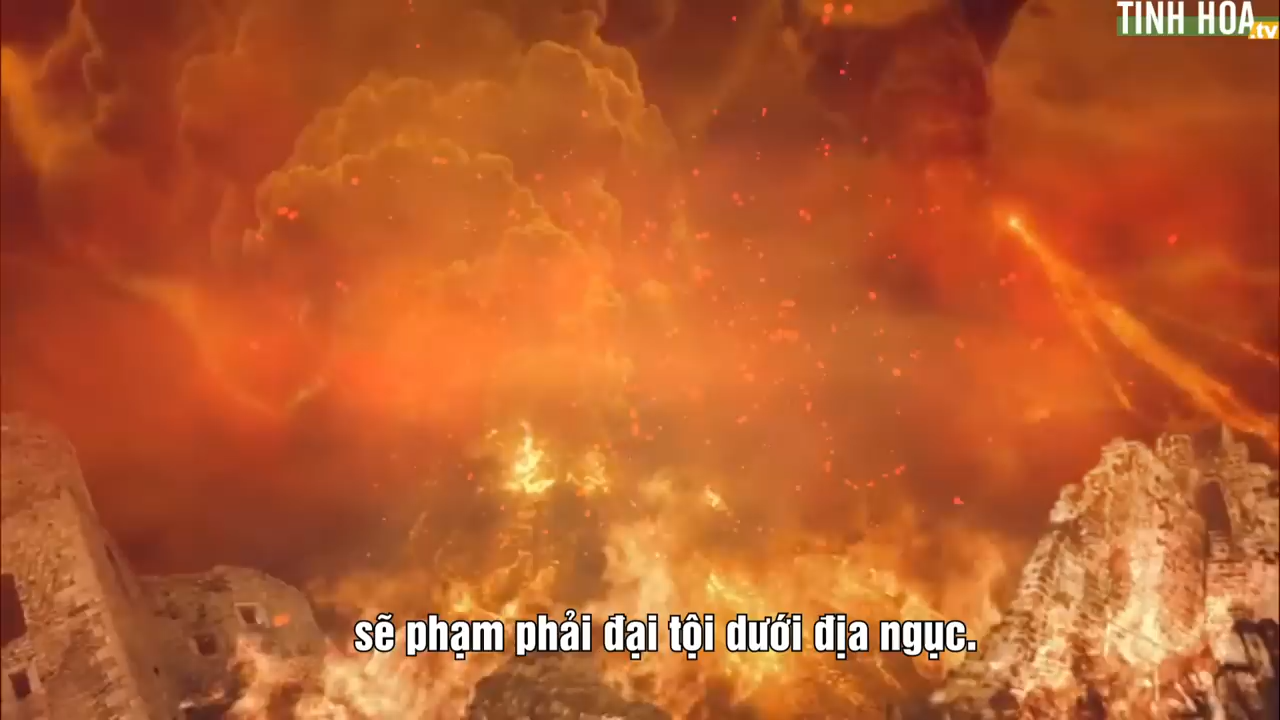 TINH HOA
.tv
sẽ phạm phải đại tội dưới địa ngục.